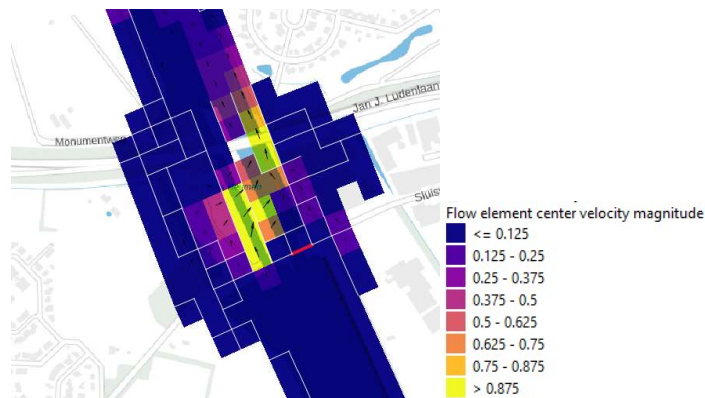 Jan J. Ludenlaan
Monumentweg
Sluis
Flow element center velocity magnitude
<= 0.125
0.125 - 0.25
0.25 - 0.375
0.375 - 0.5
0.5 - 0.625
0.625 - 0.75
0.75 - 0.875
> 0.875